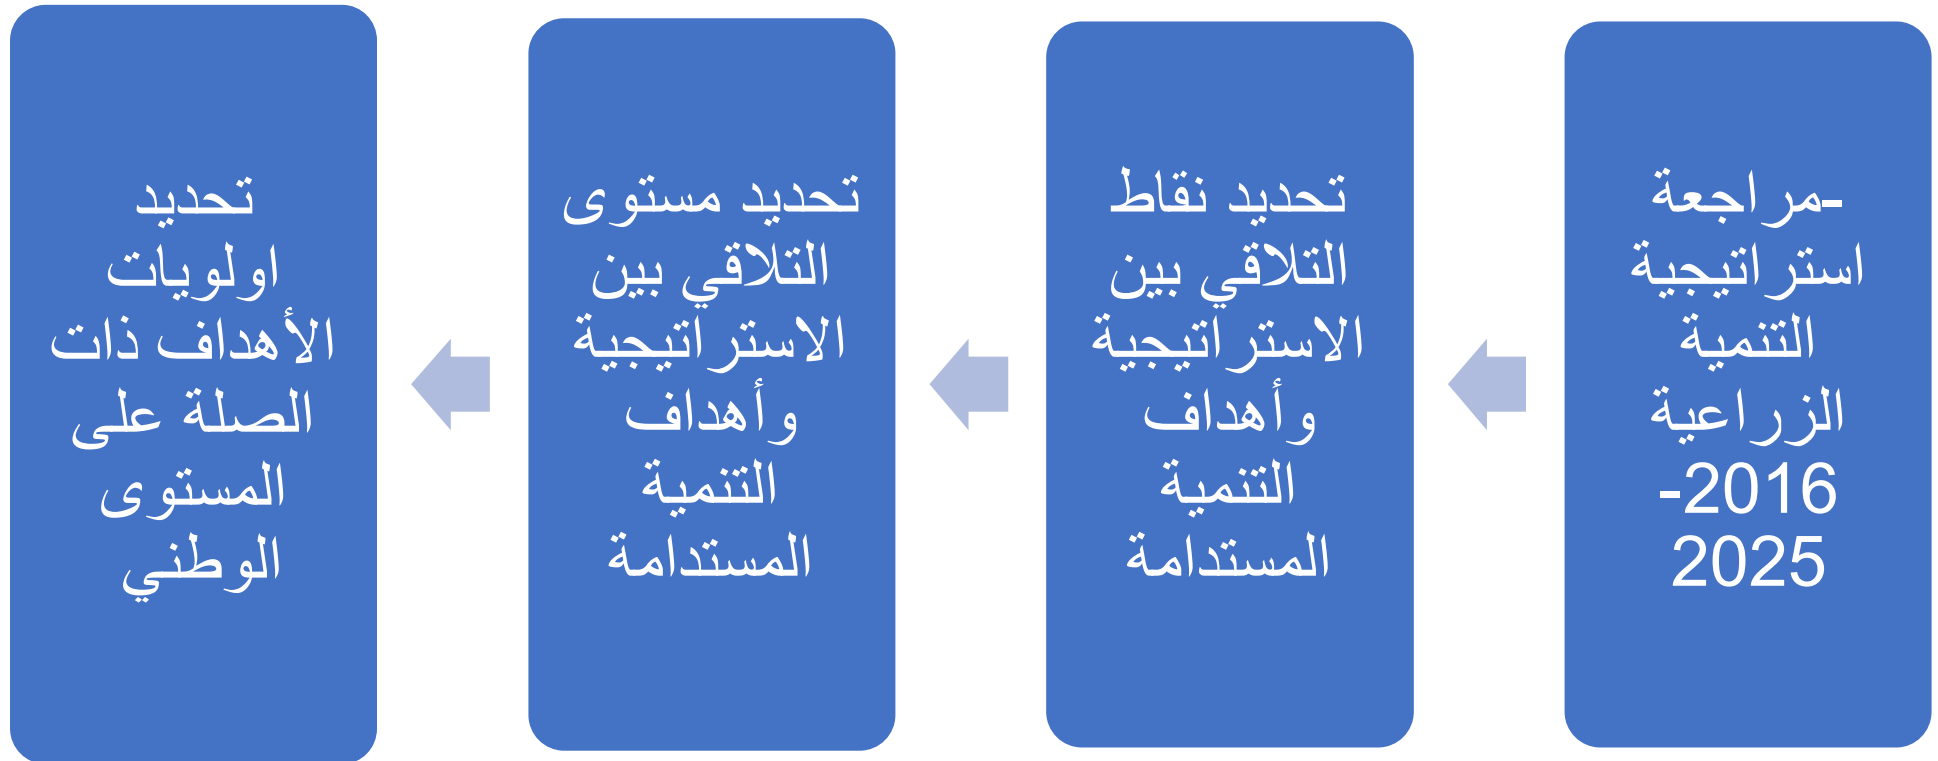 -مراجعة
استراتيجية
التنمية
الزراعية
2016-
2025
تحديد نقاط
التلاقي بين
الاستراتيجية
وأهداف
التنمية
المستدامة
تحديد مستوى
التلاقي بين
الاستراتيجية
وأهداف
التنمية
المستدامة
تحديد
اولويات
الأهداف ذات
الصلة على
المستوى
الوطني